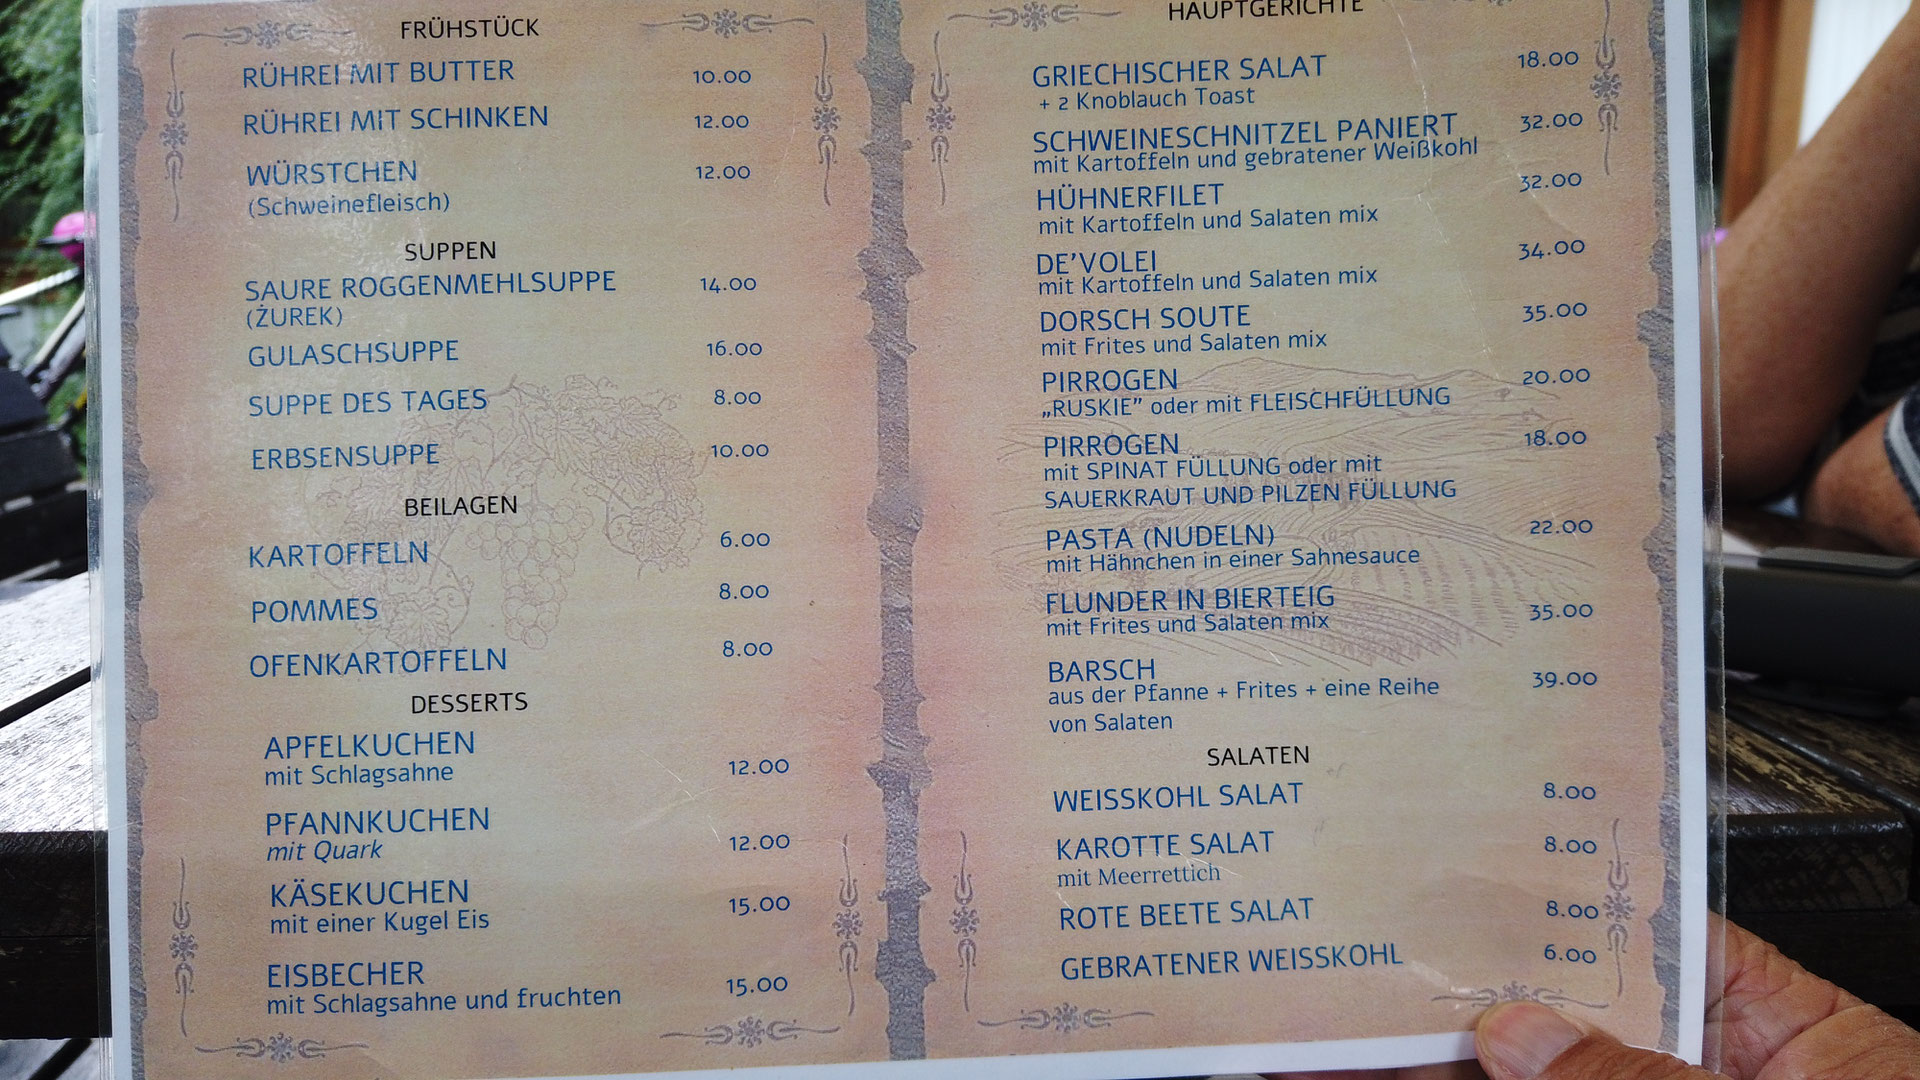 FRÜHSTÜCK
RÜHREI MIT BUTTER 10.00
RÜHREI MIT SCHINKEN 12.00
WÜRSTCHEN 12.00
(Schweinefleisch)
SUPPEN
SAURE ROGGENMEHLSUPPE 14.00
(ŻUREK)
GULASCHSUPPE 16.00
SUPPE DES TAGES 8.00
ERBSENSUPPE 10.00
BEILAGEN
KARTOFFELN 6.00
POMMES 8.00
OFENKARTOFFELN 8.00
DESSERTS
APFELKUCHEN
mit Schlagsahne 12.00
PFANNKUCHEN
mit Quark 12.00
KÄSEKUCHEN 15.00
mit einer Kugel Eis
EISBECHER 15.00
mit Schlagsahne und fruchten
HAUPTGERICHTE
GRIECHISCHER SALAT 18.00
+ 2 Knoblauch Toast
SCHWEINESCHNITZEL PANIERT 32.00
mit Kartoffeln und gebratener Weißkohl
HÜHNERFILET 32.00
mit Kartoffeln und Salaten mix
DE'VOLEI 34.00
mit Kartoffeln und Salaten mix
DORSCH SOUTE 35.00
mit Frites und Salaten mix
PIRROGEN 20.00
„RUSKIE” oder mit FLEISCHFÜLLUNG
PIRROGEN 18.00
mit SPINAT FÜLLUNG oder mit
SAUERKRAUT UND PILZEN FÜLLUNG
PASTA (NUDELN) 22.00
mit Hähnchen in einer Sahnesauce
FLUNDER IN BIERTEIG 35.00
mit Frites und Salaten mix
BARSCH 39.00
aus der Pfanne + Frites + eine Reihe
von Salaten
SALATEN
WEISSKOHL SALAT 8.00
KAROTTE SALAT 8.00
mit Meerrettich
ROTE BEETE SALAT 8.00
GEBRATENER WEISSKOHL 6.00